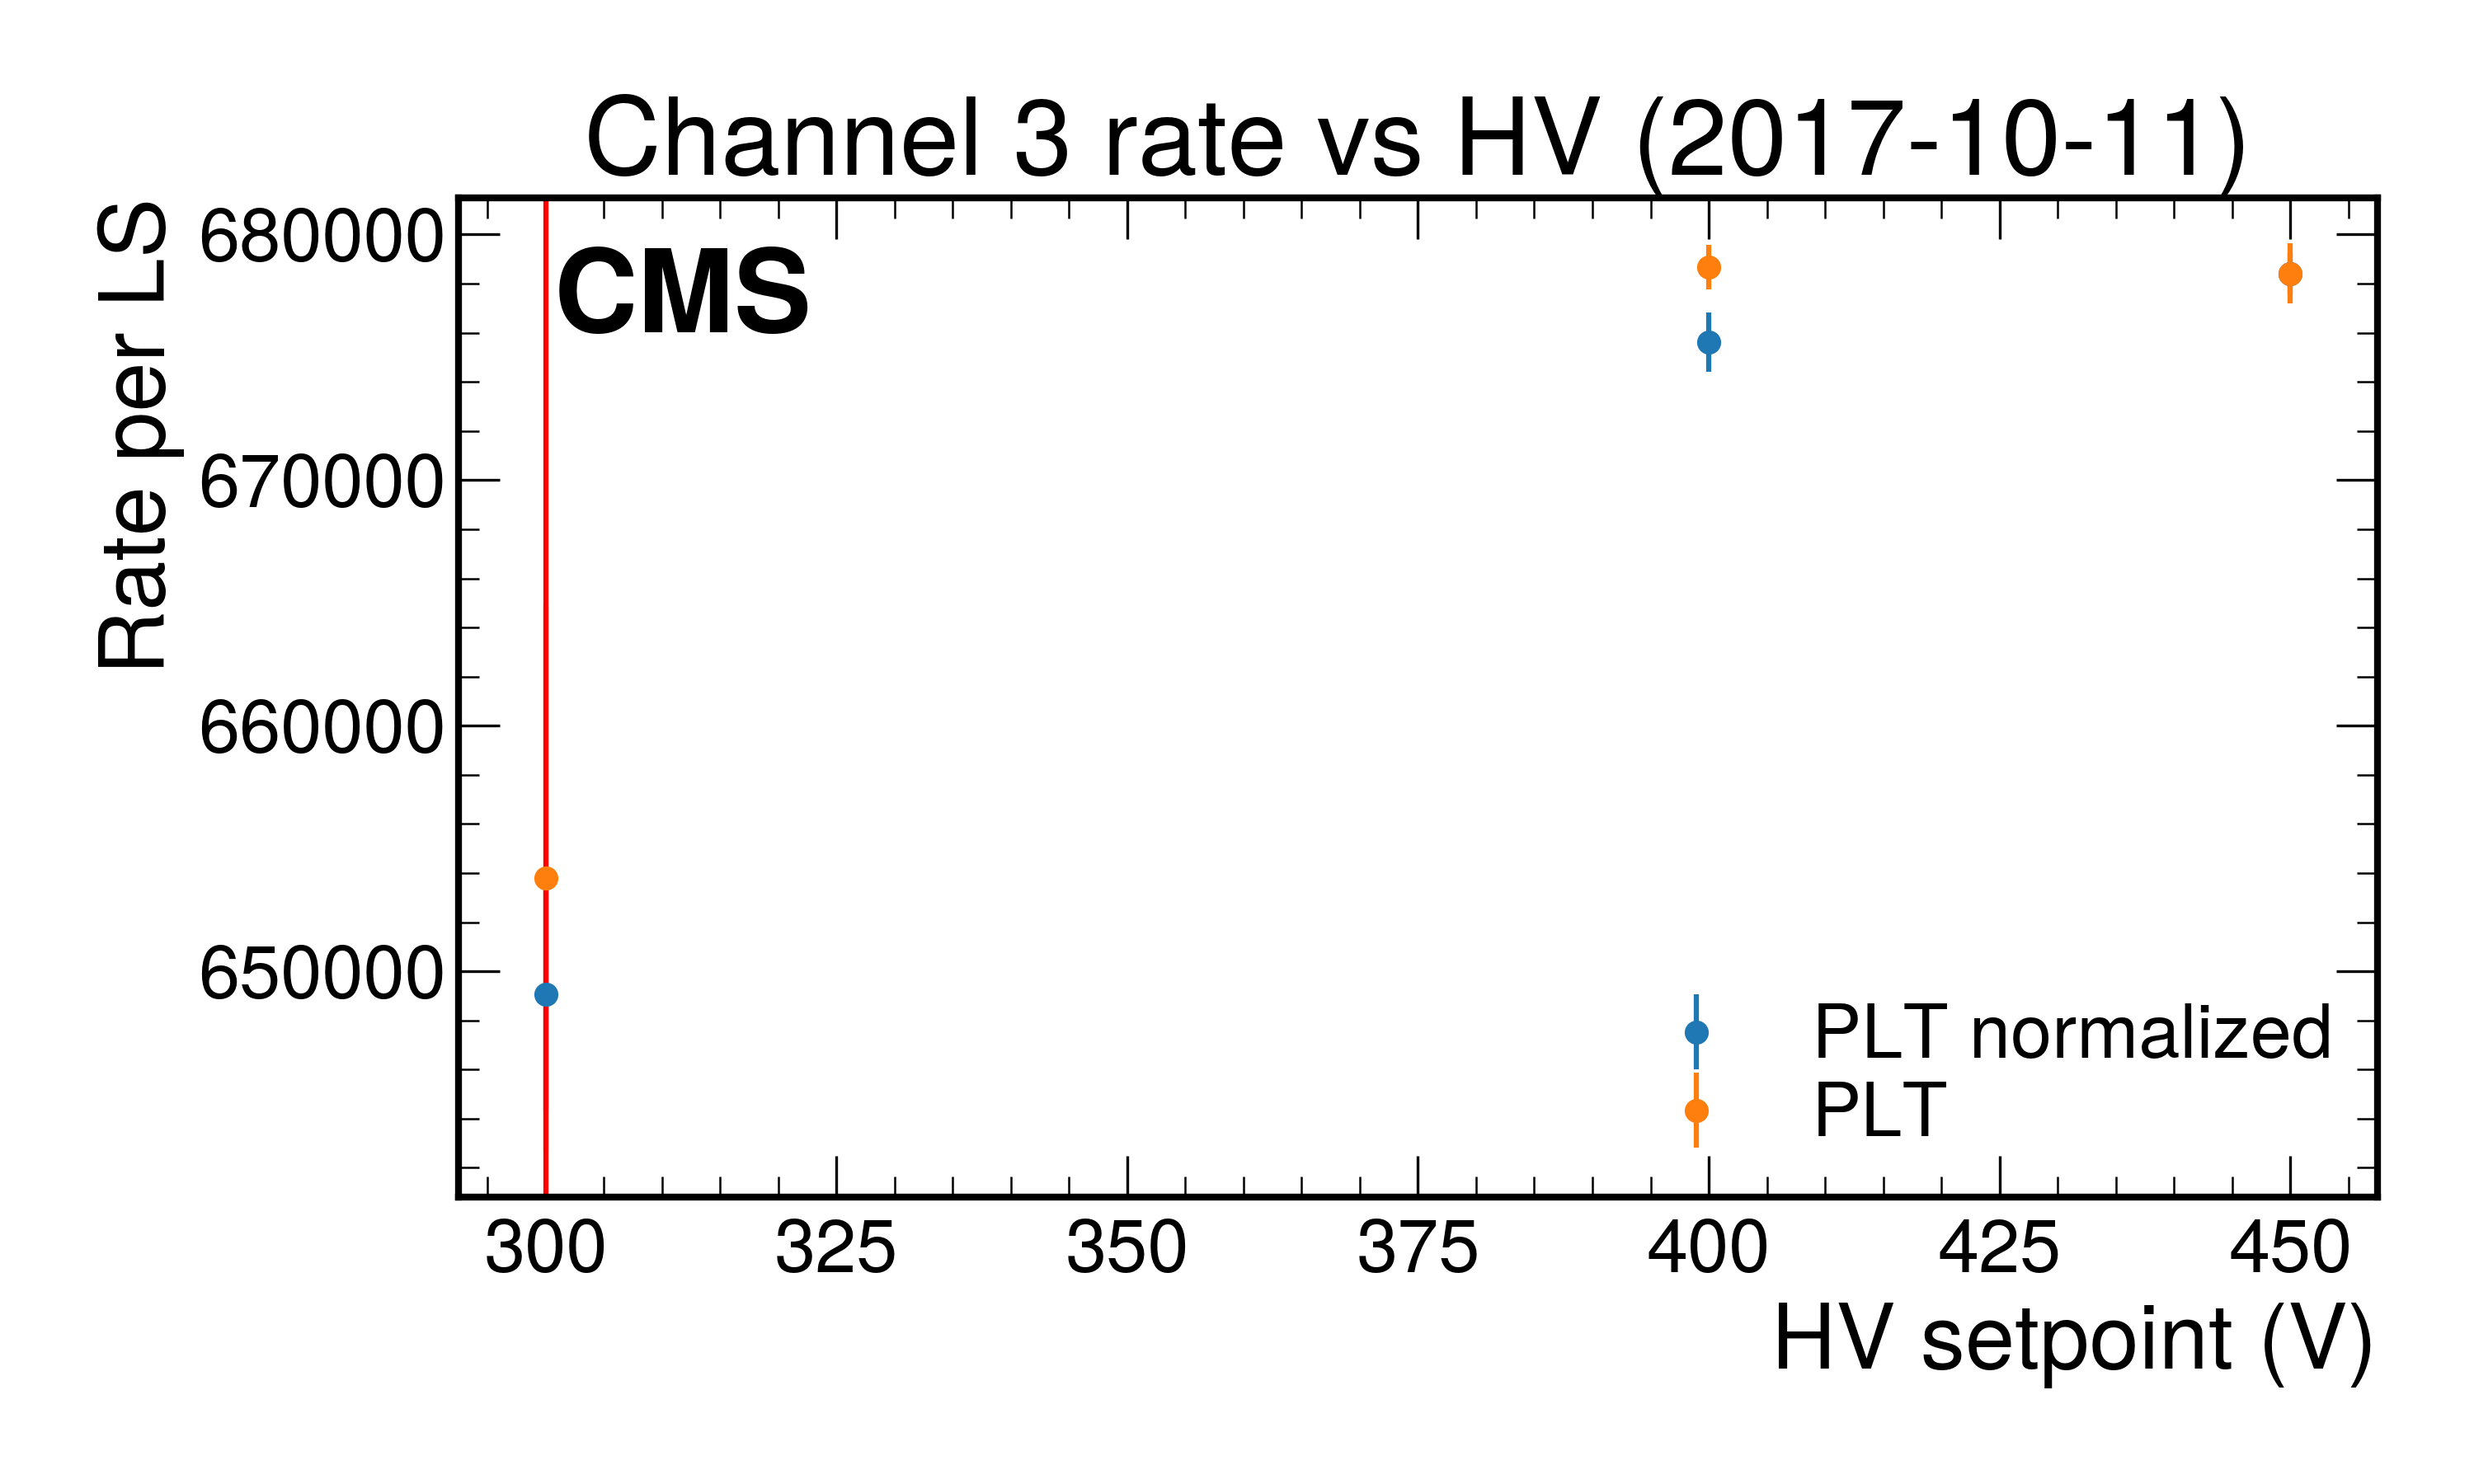 Channel 3 rate vs HV (2017-10-11)
CMS
Rate per LS
680000
670000
660000
650000
PLT normalized
PLT
300 325 350 375 400 425 450
HV setpoint (V)